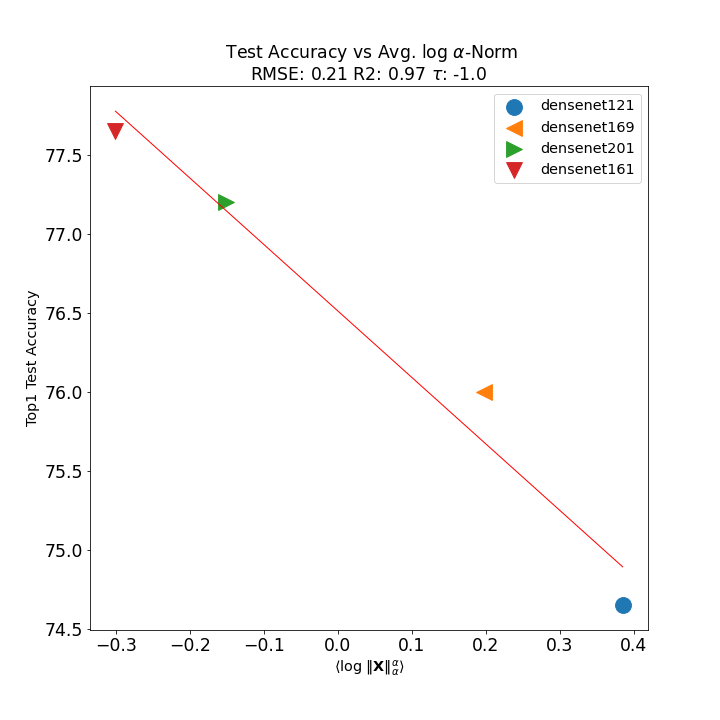 Test Accuracy vs Avg. log α-Norm
RMSE: 0.21 R2: 0.97 τ: -1.0
densenet121
densenet169
densenet201
densenet161
77.5
77.0
76.5
76.0
75.5
75.0
74.5
Top1 Test Accuracy
−0.3 −0.2 −0.1 0.0 0.1 0.2 0.3 0.4
⟨log ‖𝐗‖_α^α⟩